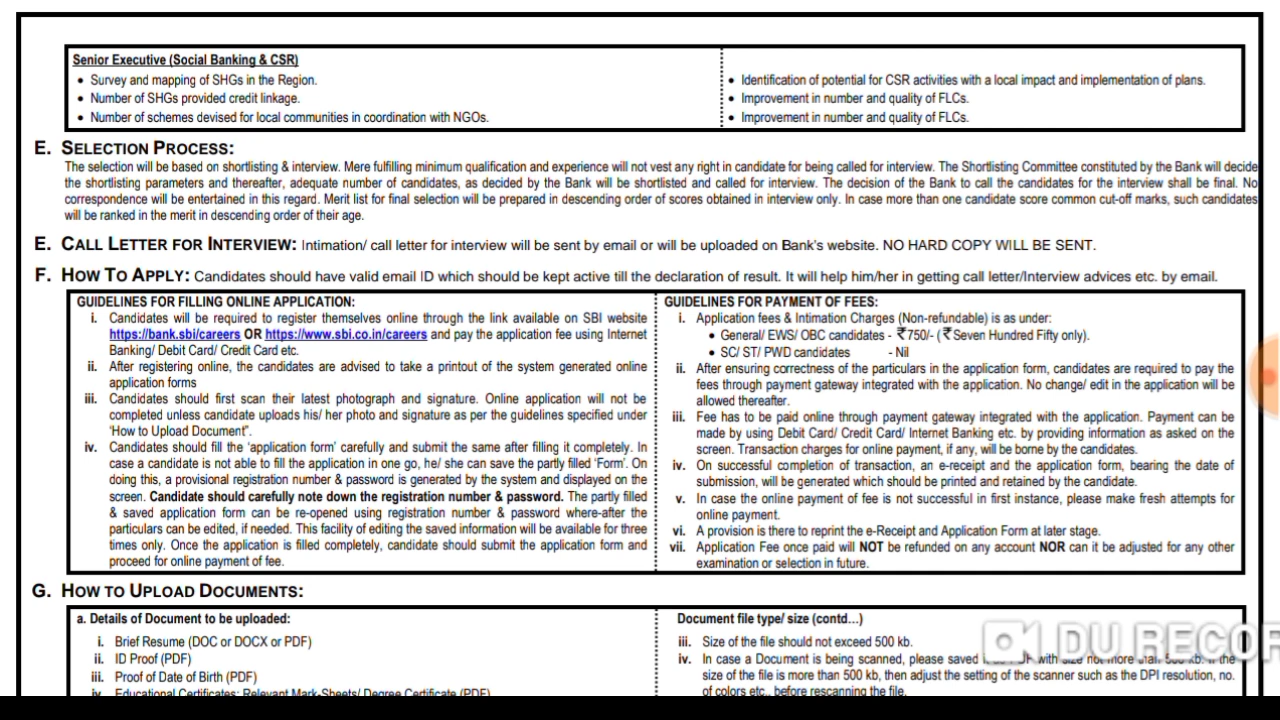 Senior Executive (Social Banking & CSR)
• Survey and mapping of SHGs in the Region.
• Number of SHGs provided credit linkage.
• Number of schemes devised for local communities in coordination with NGOs.
• Identification of potential for CSR activities with a local impact and implementation of plans.
• Improvement in number and quality of FLCs.
• Improvement in number and quality of FLCs.
E. SELECTION PROCESS:
The selection will be based on shortlisting & interview. Mere fulfilling minimum qualification and experience will not vest any right in candidate for being called for interview. The Shortlisting Committee constituted by the Bank will decide
the shortlisting parameters and thereafter, adequate number of candidates, as decided by the Bank will be shortlisted and called for interview. The decision of the Bank to call the candidates for the interview shall be final. No
correspondence will be entertained in this regard. Merit list for final selection will be prepared in descending order of scores obtained in interview only. In case more than one candidate score common cut-off marks, such candidates
will be ranked in the merit in descending order of their age.
E. CALL LETTER FOR INTERVIEW: Intimation/ call letter for interview will be sent by email or will be uploaded on Bank's website. NO HARD COPY WILL BE SENT.
F. HOW TO APPLY: Candidates should have valid email ID which should be kept active till the declaration of result. It will help him/her in getting call letter/Interview advices etc. by email.
GUIDELINES FOR FILLING ONLINE APPLICATION:
i. Candidates will be required to register themselves online through the link available on SBI website
https://bank.sbi/careers OR https://www.sbi.co.in/careers and pay the application fee using Internet
Banking/ Debit Card/ Credit Card etc.
ii. After registering online, the candidates are advised to take a printout of the system generated online
application forms
iii. Candidates should first scan their latest photograph and signature. Online application will not be
completed unless candidate uploads his/ her photo and signature as per the guidelines specified under
'How to Upload Document".
iv. Candidates should fill the 'application form' carefully and submit the same after filling it completely. In
case a candidate is not able to fill the application in one go, he/ she can save the partly filled 'Form'. On
doing this, a provisional registration number & password is generated by the system and displayed on the
screen. Candidate should carefully note down the registration number & password. The partly filled
& saved application form can be re-opened using registration number & password where-after the
particulars can be edited, if needed. This facility of editing the saved information will be available for three
times only. Once the application is filled completely, candidate should submit the application form and
proceed for online payment of fee.
GUIDELINES FOR PAYMENT OF FEES:
i. Application fees & Intimation Charges (Non-refundable) is as under:
• General/ EWS/ OBC candidates - ₹750/- (₹Seven Hundred Fifty only).
• SC/ ST/ PWD candidates - Nil
ii. After ensuring correctness of the particulars in the application form, candidates are required to pay the
fees through payment gateway integrated with the application. No change/ edit in the application will be
allowed thereafter.
iii. Fee has to be paid online through payment gateway integrated with the application. Payment can be
made by using Debit Card/ Credit Card/ Internet Banking etc. by providing information as asked on the
screen. Transaction charges for online payment, if any, will be borne by the candidates.
iv. On successful completion of transaction, an e-receipt and the application form, bearing the date of
submission, will be generated which should be printed and retained by the candidate.
v. In case the online payment of fee is not successful in first instance, please make fresh attempts for
online payment.
vi. A provision is there to reprint the e-Receipt and Application Form at later stage.
vii. Application Fee once paid will NOT be refunded on any account NOR can it be adjusted for any other
examination or selection in future.
G. HOW TO UPLOAD DOCUMENTS:
a. Details of Document to be uploaded:
i. Brief Resume (DOC or DOCX or PDF)
ii. ID Proof (PDF)
iii. Proof of Date of Birth (PDF)
iv. Educational Certificates: Relevant Mark-Sheets/ Degree Certificate (PDF)
Document file type/ size (contd…)
iii. Size of the file should not exceed 500 kb.
iv. In case a Document is being scanned, please saved with size not more than 500 kb. If the
size of the file is more than 500 kb, then adjust the setting of the scanner such as the DPI resolution, no.
of colors etc., before rescanning the file.
DU RECOR